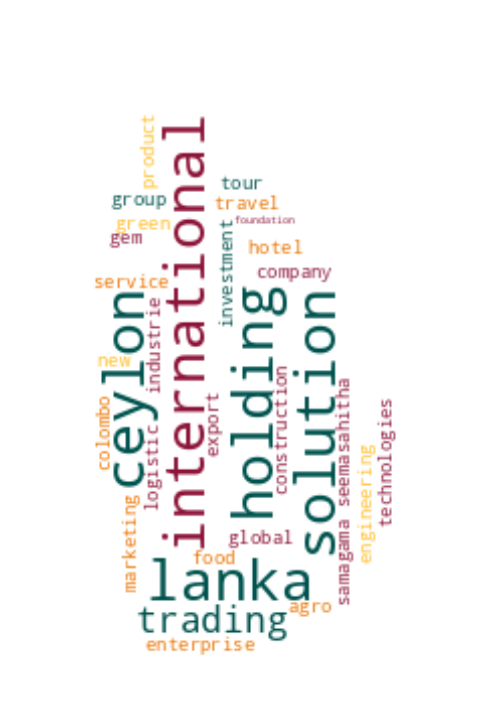 product
international
tour
group
travel
foundation
green
gem
investment
hotel
company
service
ceylon
industrie
holding
solution
new
colombo
logistic
export
construction
samagama seemasahitha
technologies
engineering
marketing
global
food
lanka
agro
trading
enterprise